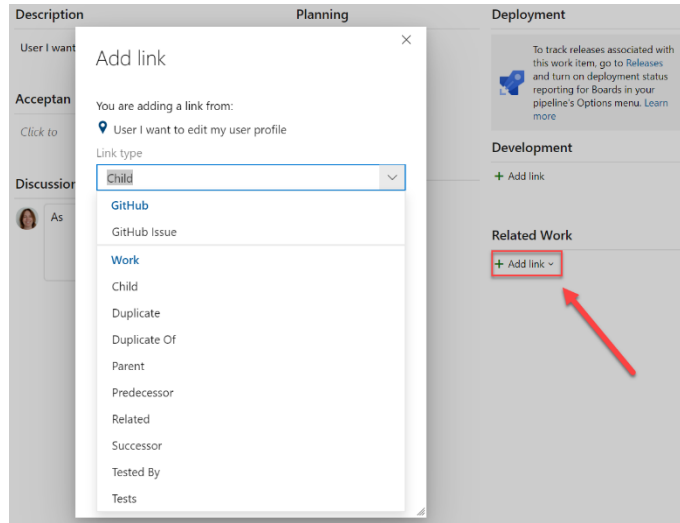 Description
Planning
Deployment
User I want
Add link
To track releases associated with
this work item, go to Releases
and turn on deployment status
reporting for Boards in your
pipeline's Options menu. Learn
more
You are adding a link from:
User I want to edit my user profile
Acceptan
Click to
Link type
Child
Development
+ Add link
Discussion
As
GitHub
GitHub Issue
Work
Child
Duplicate
Duplicate Of
Parent
Predecessor
Related
Successor
Tested By
Tests
Related Work
+ Add link